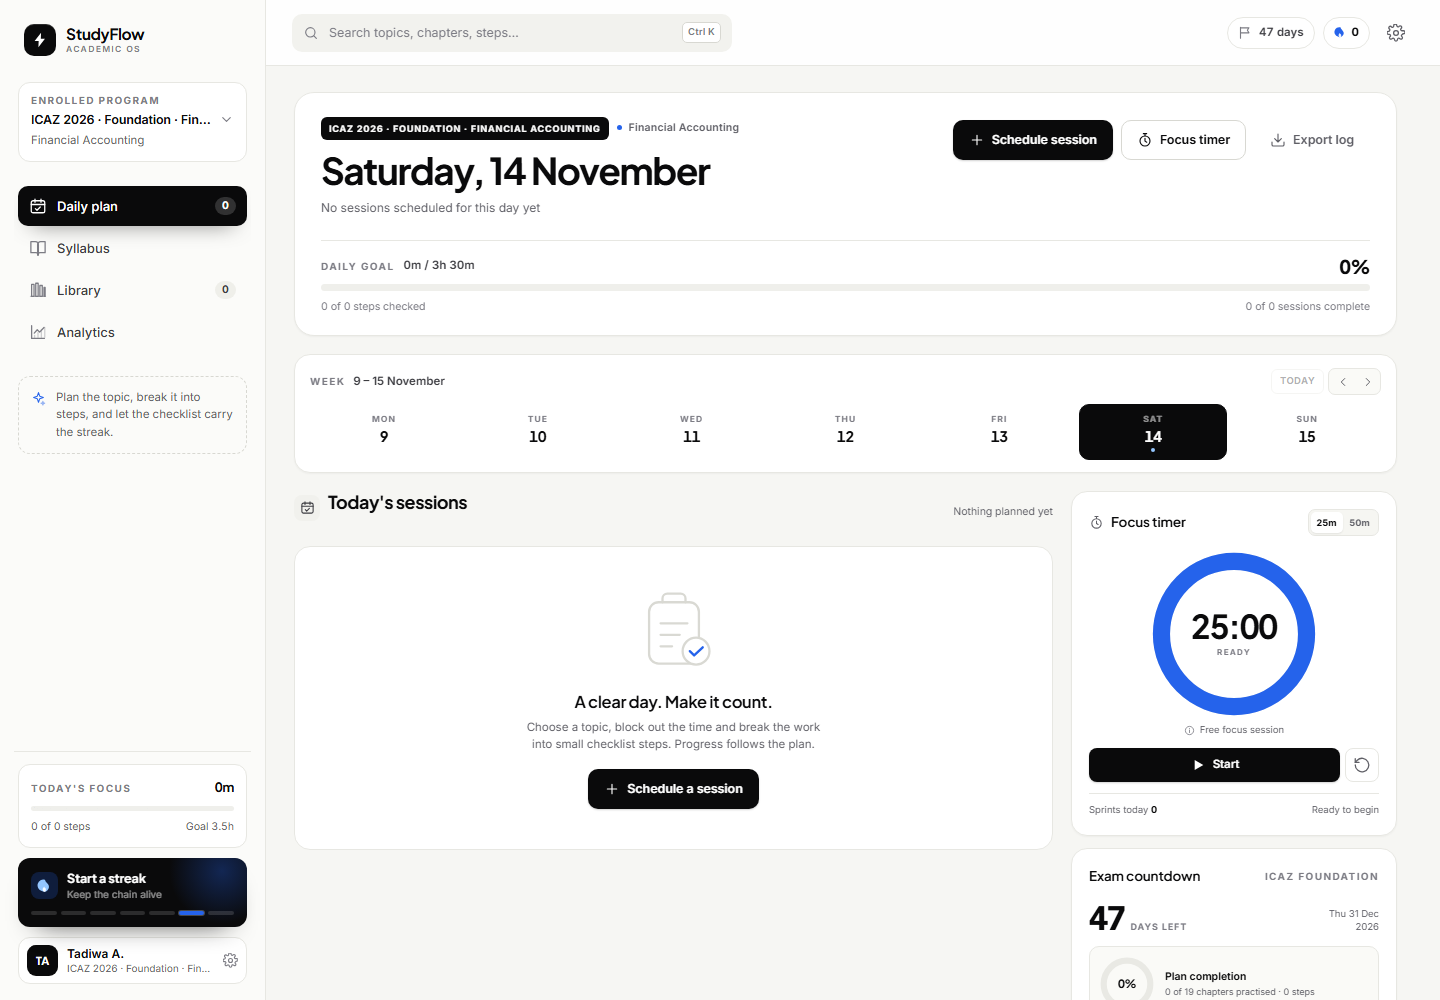 StudyFlow
ACADEMIC OS
ENROLLED PROGRAM
ICAZ 2026 · Foundation · Fin...
Financial Accounting
Daily plan 0
Syllabus
Library 0
Analytics
Plan the topic, break it into
steps, and let the checklist carry
the streak.
TODAY'S FOCUS 0m
0 of 0 steps Goal 3.5h
Start a streak
Keep the chain alive
TA
Tadiwa A.
ICAZ 2026 · Foundation · Fin...
Search topics, chapters, steps... Ctrl K
47 days
0
ICAZ 2026 · FOUNDATION · FINANCIAL ACCOUNTING Financial Accounting
Saturday, 14 November
No sessions scheduled for this day yet
Schedule session Focus timer Export log
DAILY GOAL 0m / 3h 30m 0%
0 of 0 steps checked 0 of 0 sessions complete
WEEK 9 – 15 November TODAY
MON TUE WED THU FRI SAT SUN
9 10 11 12 13 14 15
Today's sessions
Nothing planned yet
A clear day. Make it count.
Choose a topic, block out the time and break the work
into small checklist steps. Progress follows the plan.
Schedule a session
Focus timer 25m 50m
25:00
READY
Free focus session
Start
Sprints today 0 Ready to begin
Exam countdown ICAZ FOUNDATION
47 DAYS LEFT
Thu 31 Dec
2026
0%
Plan completion
0 of 19 chapters practised · 0 steps